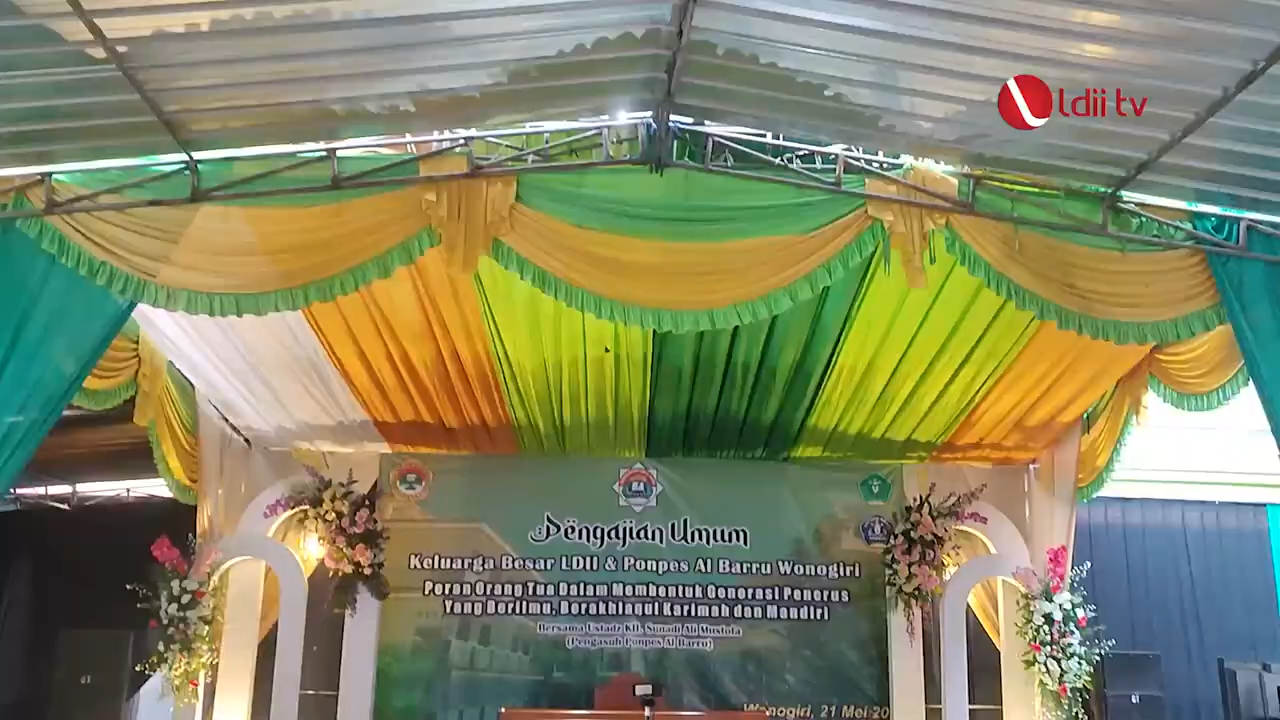 Ldii tv
Pengajian Umum
Keluarga Besar LDII & Ponpes Al Barru Wonogiri
Peran Orang Tua Dalam Membentuk Generasi Penerus
Yang Berilmu, Berakhlaqul Karimah dan Mandiri
Bersama Ustadz KH. Sunadi Ali Mustofa
(Pengasuh Ponpes Al Barru)
Wonogiri, 21 Mei 20